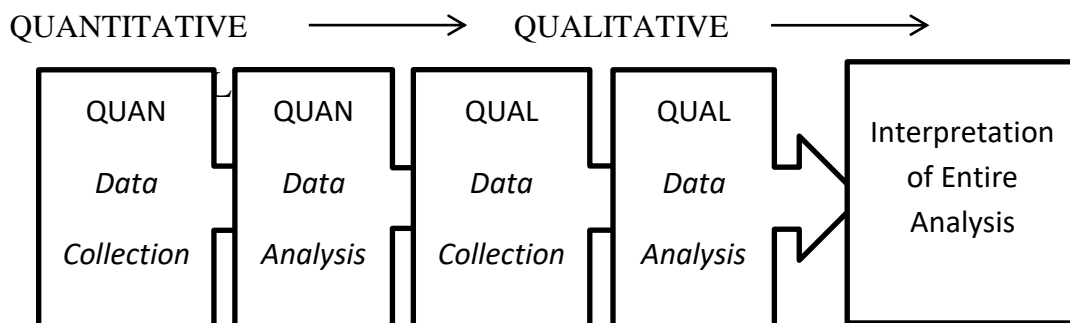 QUANTITATIVE QUALITATIVE
QUAN
Data
Collection
QUAN
Data
Analysis
QUAL
Data
Collection
QUAL
Data
Analysis
Interpretation
of Entire
Analysis